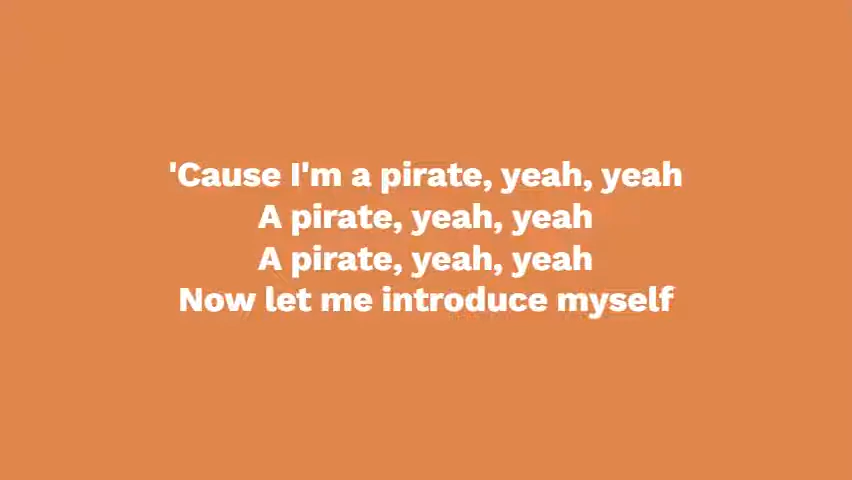 'Cause I'm a pirate, yeah, yeah
A pirate, yeah, yeah
A pirate, yeah, yeah
Now let me introduce myself